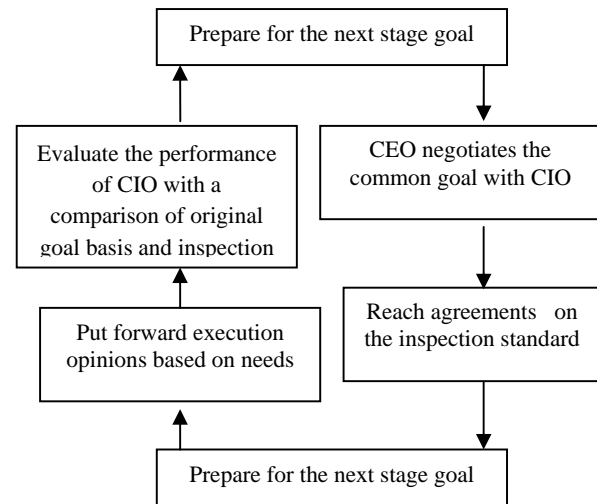 Prepare for the next stage goal
Evaluate the performance
of CIO with a
comparison of original
goal basis and inspection
CEO negotiates the
common goal with CIO
Put forward execution
opinions based on needs
Reach agreements on
the inspection standard
Prepare for the next stage goal